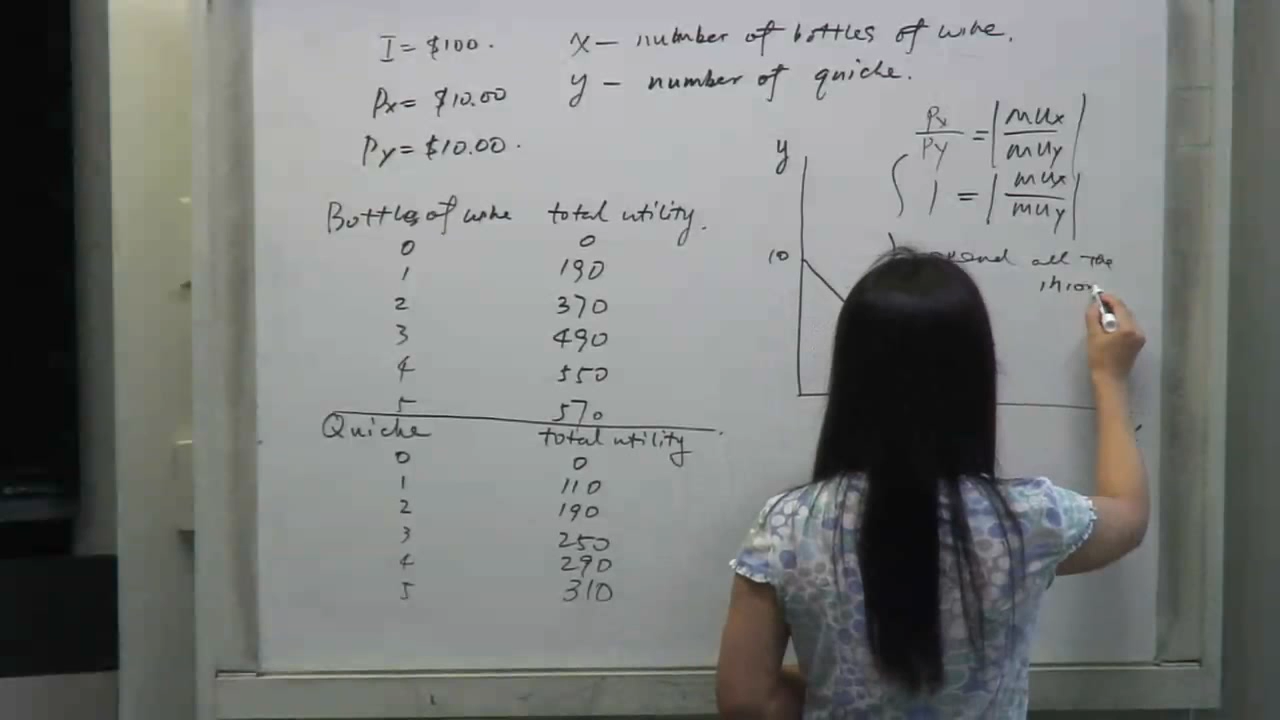 I = $100.
x – number of bottles of wine.
y – number of quiche.
Px = $10.00
Py = $10.00.
Px / Py = | MUx / MUy |
1 = | MUx / MUy |
y
10
all the
Bottles of wine total utility.
0 0
1 190
2 370
3 490
4 550
5 570
Quiche total utility
0 0
1 110
2 190
3 250
4 290
5 310